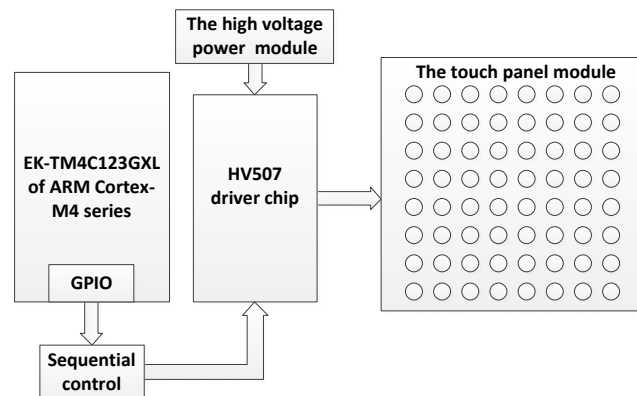 The high voltage
power module
The touch panel module
EK-TM4C123GXL
of ARM Cortex-
M4 series
HV507
driver chip
GPIO
Sequential
control